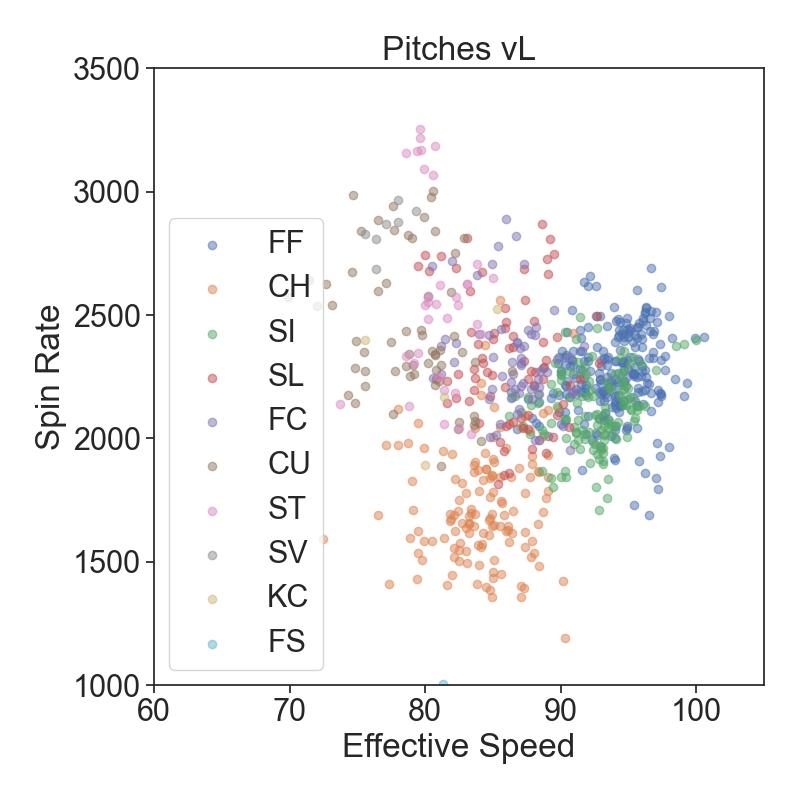 Pitches vL
3500
3000
2500
2000
1500
1000
Spin Rate
FF
CH
SI
SL
FC
CU
ST
SV
KC
FS
60 70 80 90 100
Effective Speed